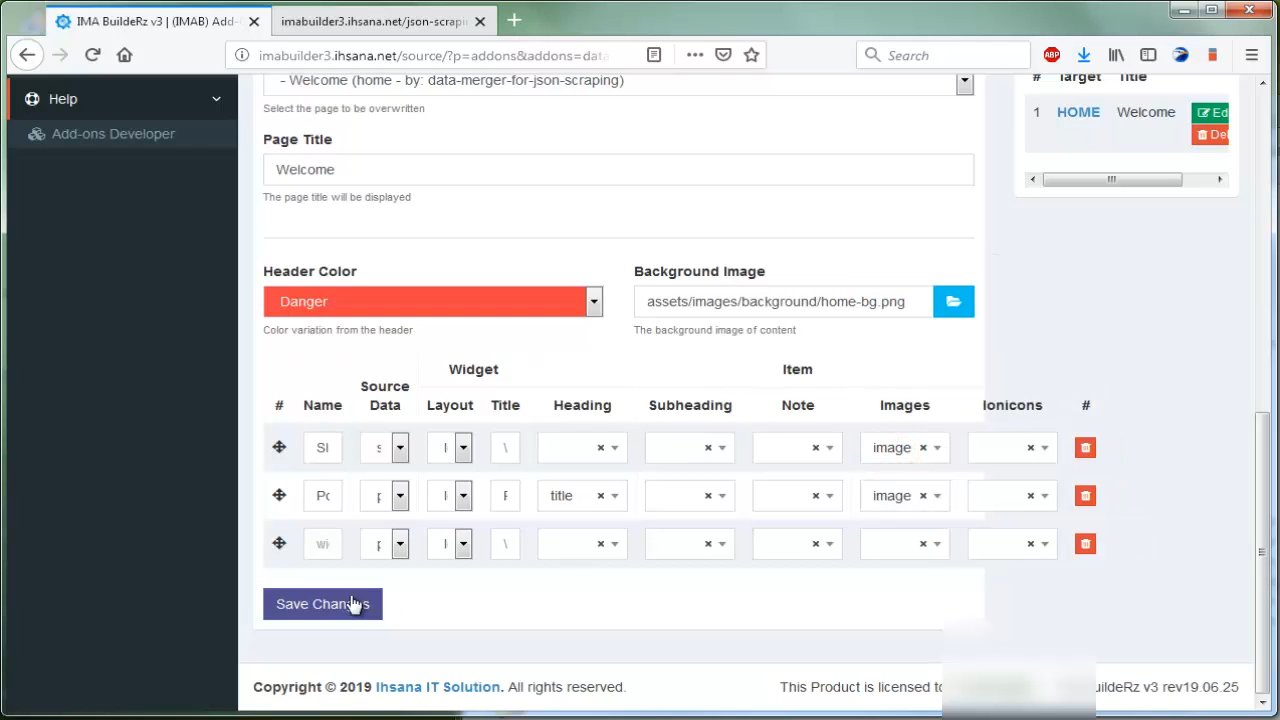 IMA BuildeRz v3 | (IMAB) Add-
imabuilder3.ihsana.net/json-scrapi
imabuilder3.ihsana.net/source/?p=addons&addons=data
Search
ABP
Help
Add-ons Developer
- Welcome (home - by: data-merger-for-json-scraping)
Select the page to be overwritten
Page Title
Welcome
The page title will be displayed
# Target Title
1 HOME Welcome Ed
Del
Header Color
Background Image
Danger
assets/images/background/home-bg.png
Color variation from the header
The background image of content
Widget
Item
# Name Source Data Layout Title Heading Subheading Note Images Ionicons #
image
title image
Save Changes
Copyright © 2019 Ihsana IT Solution. All rights reserved.
This Product is licensed to
uildeRz v3 rev19.06.25